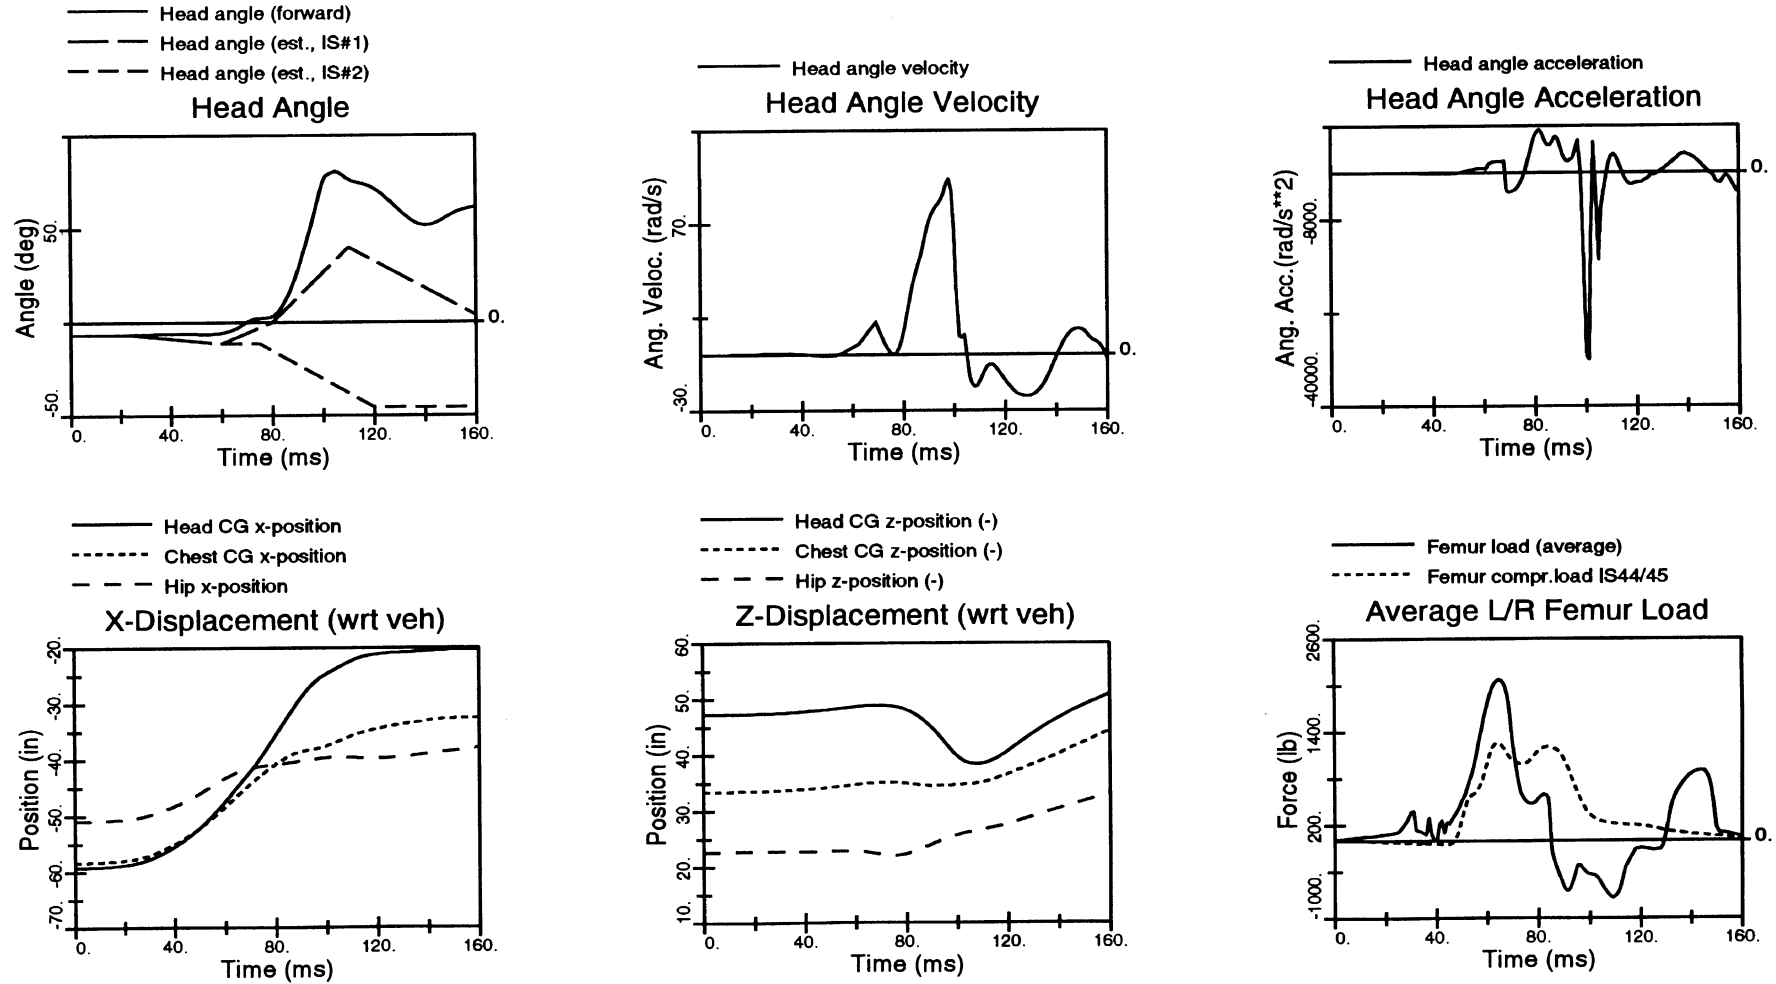 Head angle (forward)
Head angle (est., IS#1)
Head angle (est., IS#2)
Head Angle
Angle (deg)
50.
0.
-50.
0. 40. 80. 120. 160.
Time (ms)
Head angle velocity
Head Angle Velocity
Ang. Veloc. (rad/s)
70.
0.
-30.
0. 40. 80. 120. 160.
Time (ms)
Head angle acceleration
Head Angle Acceleration
Ang. Acc.(rad/s**2)
0.
-8000.
-40000.
0. 40. 80. 120. 160.
Time (ms)
Head CG x-position
Chest CG x-position
Hip x-position
X-Displacement (wrt veh)
Position (in)
-20.
-30.
-40.
-50.
-60.
-70.
0. 40. 80. 120. 160.
Time (ms)
Head CG z-position (-)
Chest CG z-position (-)
Hip z-position (-)
Z-Displacement (wrt veh)
Position (in)
60.
50.
40.
30.
20.
10.
0. 40. 80. 120. 160.
Time (ms)
Femur load (average)
Femur compr.load IS44/45
Average L/R Femur Load
Force (lb)
2600.
1400.
200.
0.
-1000.
0. 40. 80. 120. 160.
Time (ms)